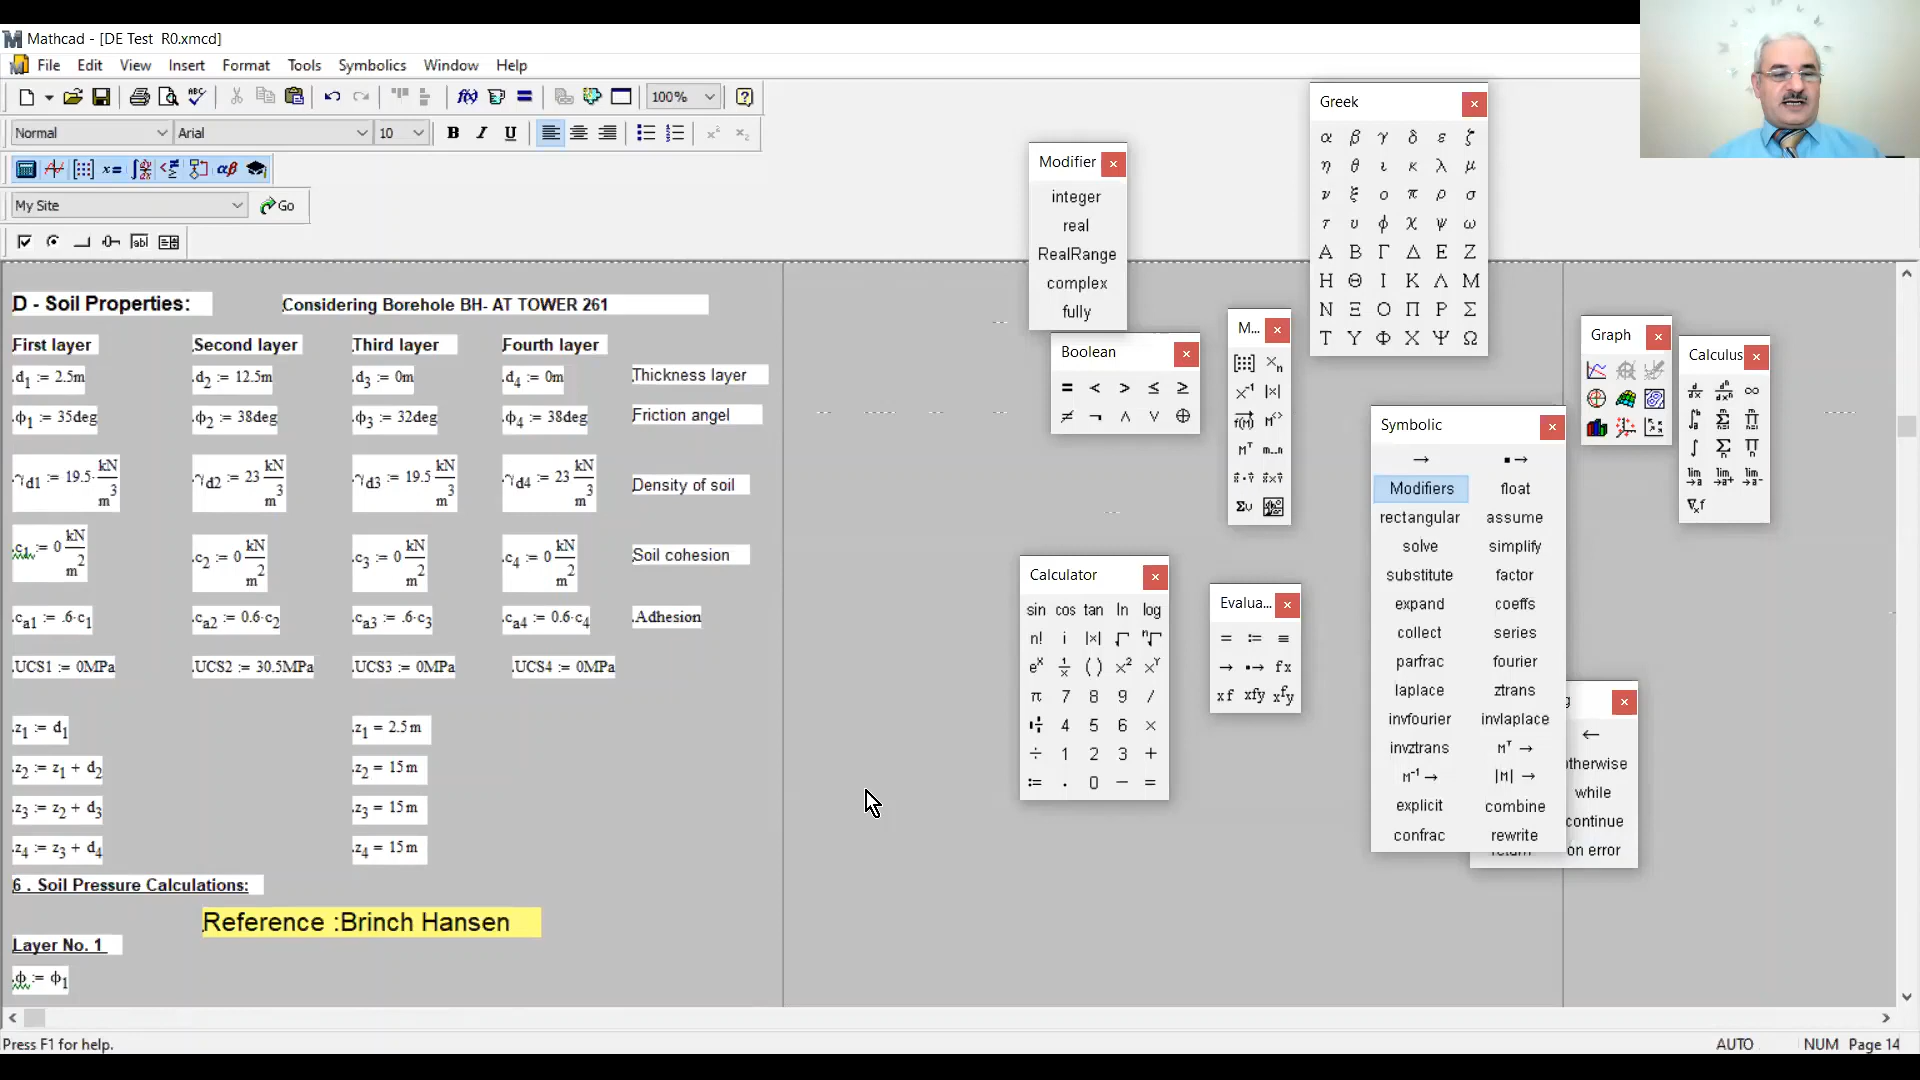 Mathcad - [DE Test R0.xmcd]
File Edit View Insert Format Tools Symbolics Window Help
100%
Normal Arial 10 B I U
My Site Go
D - Soil Properties: Considering Borehole BH- AT TOWER 261
First layer Second layer Third layer Fourth layer
d1 := 2.5m d2 := 12.5m d3 := 0m d4 := 0m Thickness layer
ϕ1 := 35deg ϕ2 := 38deg ϕ3 := 32deg ϕ4 := 38deg Friction angel
γd1 := 19.5·kN/m3 γd2 := 23 kN/m3 γd3 := 19.5 kN/m3 γd4 := 23 kN/m3 Density of soil
c1 := 0 kN/m2 c2 := 0 kN/m2 c3 := 0 kN/m2 c4 := 0 kN/m2 Soil cohesion
ca1 := .6·c1 ca2 := 0.6·c2 ca3 := .6·c3 ca4 := 0.6·c4 Adhesion
UCS1 := 0MPa UCS2 := 30.5MPa UCS3 := 0MPa UCS4 := 0MPa
z1 := d1 z1 = 2.5 m
z2 := z1 + d2 z2 = 15 m
z3 := z2 + d3 z3 = 15 m
z4 := z3 + d4 z4 = 15 m
6 . Soil Pressure Calculations:
Reference :Brinch Hansen
Layer No. 1
ϕ := ϕ1
Modifier
integer
real
RealRange
complex
fully
Boolean
= < > ≤ ≥
≠ ¬ ∧ ∨ ⊕
M...
Greek
α β γ δ ε ζ
η θ ι κ λ μ
ν ξ ο π ρ σ
τ υ ϕ χ ψ ω
Α Β Γ Δ Ε Ζ
Η Θ Ι Κ Λ Μ
Ν Ξ Ο Π Ρ Σ
Τ Υ Φ Χ Ψ Ω
Graph
Calculus
Calculator
sin cos tan ln log
n! i |x| √ ⁿ√
eˣ 1/x ( ) x² xʸ
π 7 8 9 /
4 5 6 ×
÷ 1 2 3 +
:= . 0 − =
Evalua...
= := ≡
→ ▪→ fx
xf xfy xfy
Symbolic
→ ▪→
Modifiers float
rectangular assume
solve simplify
substitute factor
expand coeffs
collect series
parfrac fourier
laplace ztrans
invfourier invlaplace
invztrans Mᵀ →
M⁻¹ → |M| →
explicit combine
confrac rewrite
g
←
otherwise
while
continue
return on error
Press F1 for help. AUTO NUM Page 14